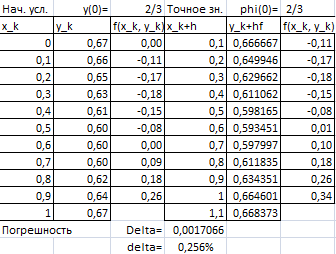 Нач. усл. y(0)= 2/3 Точное зн. phi(0)= 2/3
x_k y_k f(x_k, y_k) x_k+h y_k+hf f(x_k, y_k)
0 0,67 0,00 0,1 0,666667 -0,11
0,1 0,66 -0,11 0,2 0,649946 -0,17
0,2 0,65 -0,17 0,3 0,629662 -0,18
0,3 0,63 -0,18 0,4 0,611062 -0,15
0,4 0,61 -0,15 0,5 0,598165 -0,08
0,5 0,60 -0,08 0,6 0,593451 0,01
0,6 0,60 0,00 0,7 0,597997 0,10
0,7 0,60 0,09 0,8 0,611835 0,18
0,8 0,62 0,18 0,9 0,634351 0,26
0,9 0,64 0,26 1 0,664601 0,34
1 0,67 1,1 0,668373
Погрешность Delta= 0,0017066
delta= 0,256%